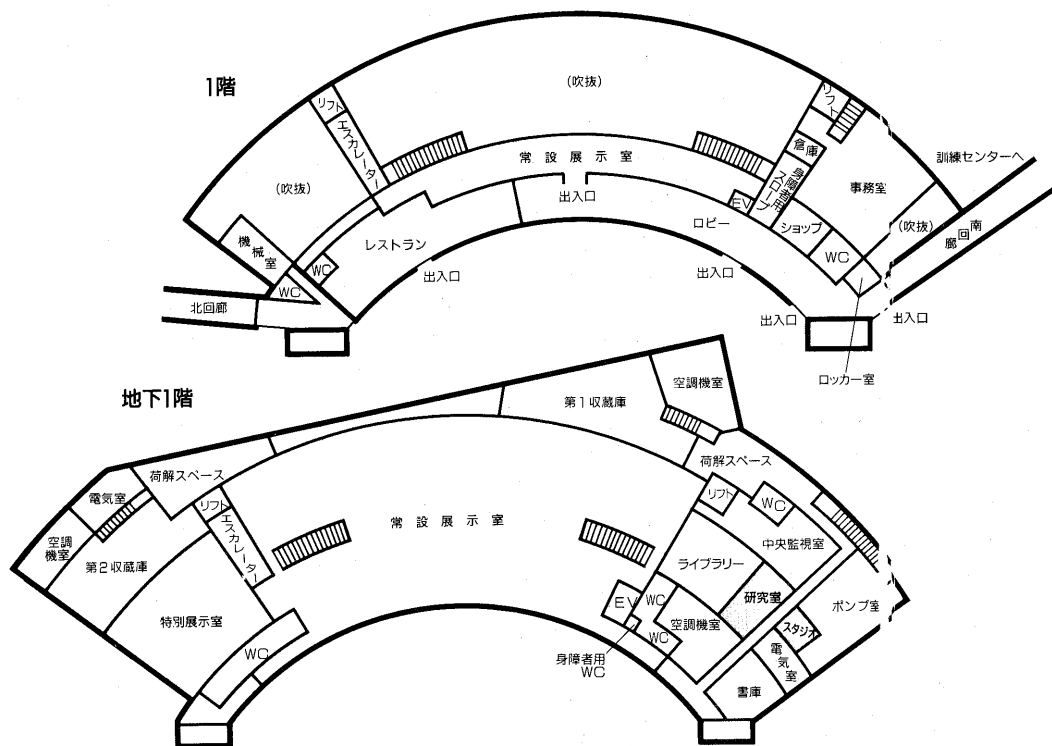 1階
リフト
エスカレーター
(吹抜)
リフト
倉庫
身障者用
スロープ
常設展示室
訓練センターへ
事務室
(吹抜)
出入口
EV
ロビー
ショップ
(吹抜)
南
回
廊
機械室
WC
レストラン
WC
WC
出入口
出入口
北回廊
出入口
出入口
ロッカー室
地下1階
空調機室
第1収蔵庫
荷解スペース
荷解スペース
電気室
リフト
エスカレーター
リフト
WC
常設展示室
空調
機室
第2収蔵庫
中央監視室
ライブラリー
研究室
ポンプ室
EV
WC
特別展示室
空調機室
スタジオ
WC
WC
電気室
身障者用
WC
書庫